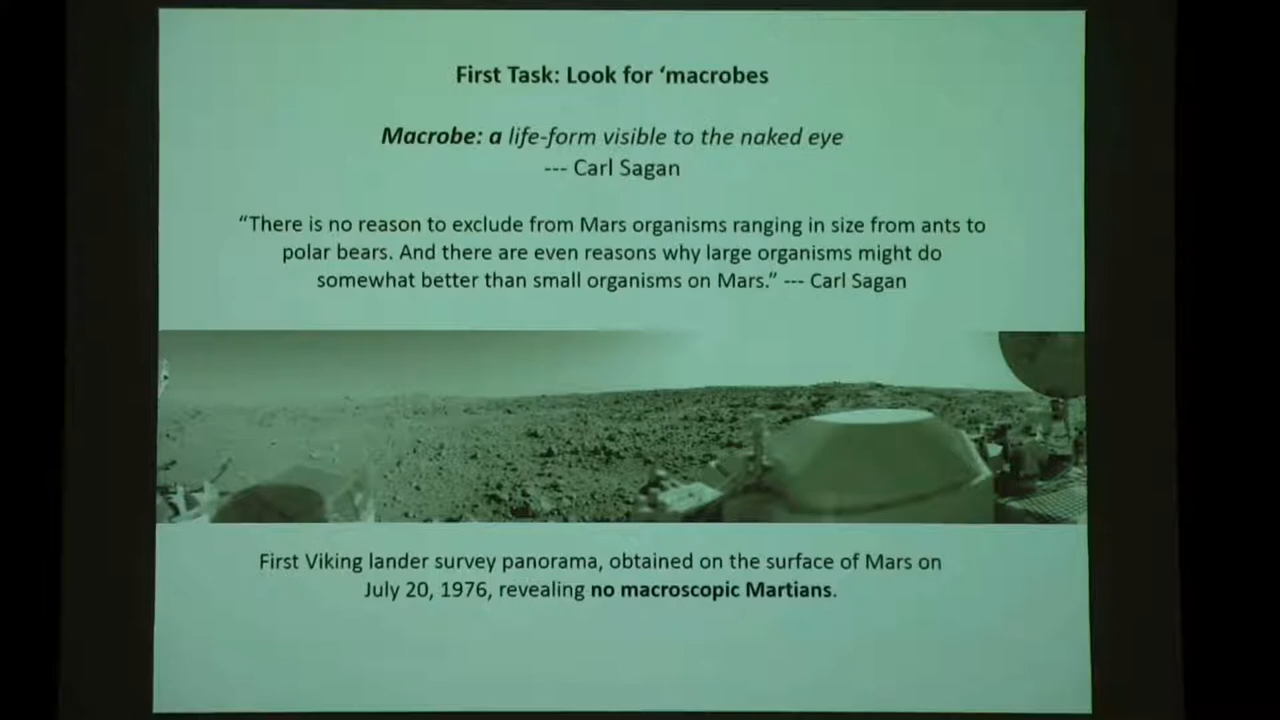 First Task: Look for ‘macrobes
Macrobe: a life-form visible to the naked eye
--- Carl Sagan
“There is no reason to exclude from Mars organisms ranging in size from ants to
polar bears. And there are even reasons why large organisms might do
somewhat better than small organisms on Mars.” --- Carl Sagan
First Viking lander survey panorama, obtained on the surface of Mars on
July 20, 1976, revealing no macroscopic Martians.